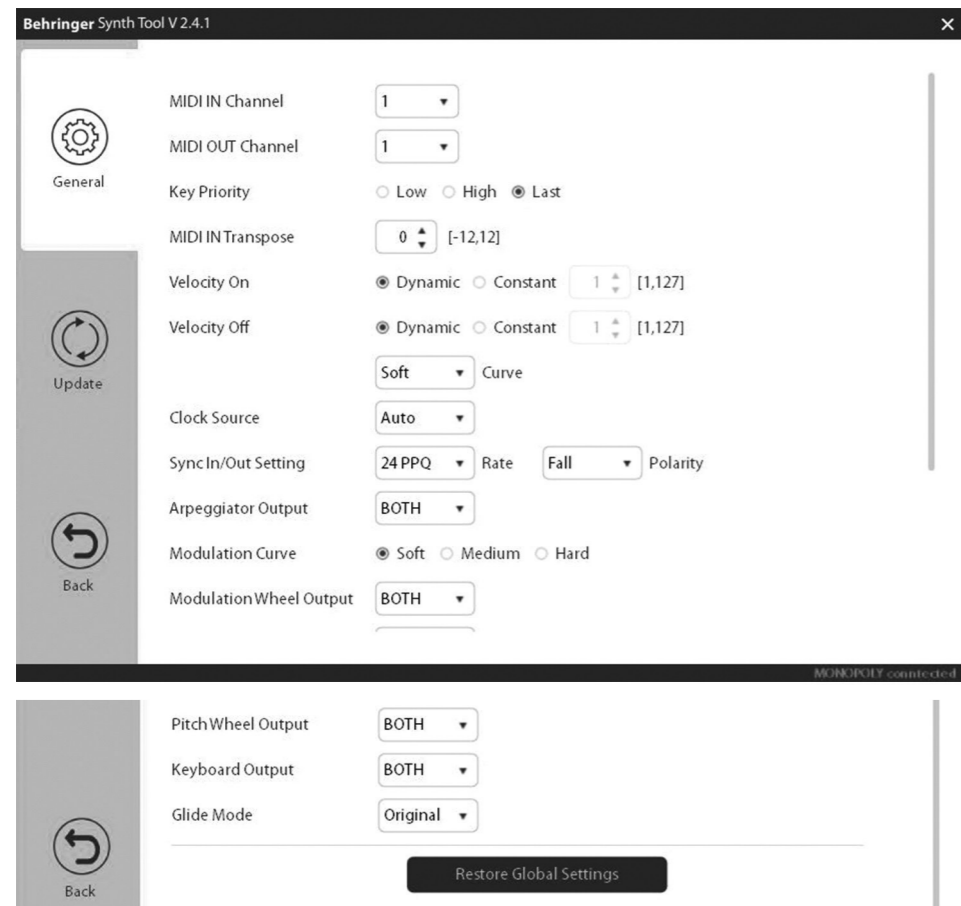 Behringer Synth Tool V 2.4.1
General
Update
Back
MIDI IN Channel 1
MIDI OUT Channel 1
Key Priority Low High Last
MIDI IN Transpose 0 [-12,12]
Velocity On Dynamic Constant 1 [1,127]
Velocity Off Dynamic Constant 1 [1,127]
Soft Curve
Clock Source Auto
Sync In/Out Setting 24 PPQ Rate Fall Polarity
Arpeggiator Output BOTH
Modulation Curve Soft Medium Hard
Modulation Wheel Output BOTH
MONOPOLY conntected
Pitch Wheel Output BOTH
Keyboard Output BOTH
Glide Mode Original
Back
Restore Global Settings